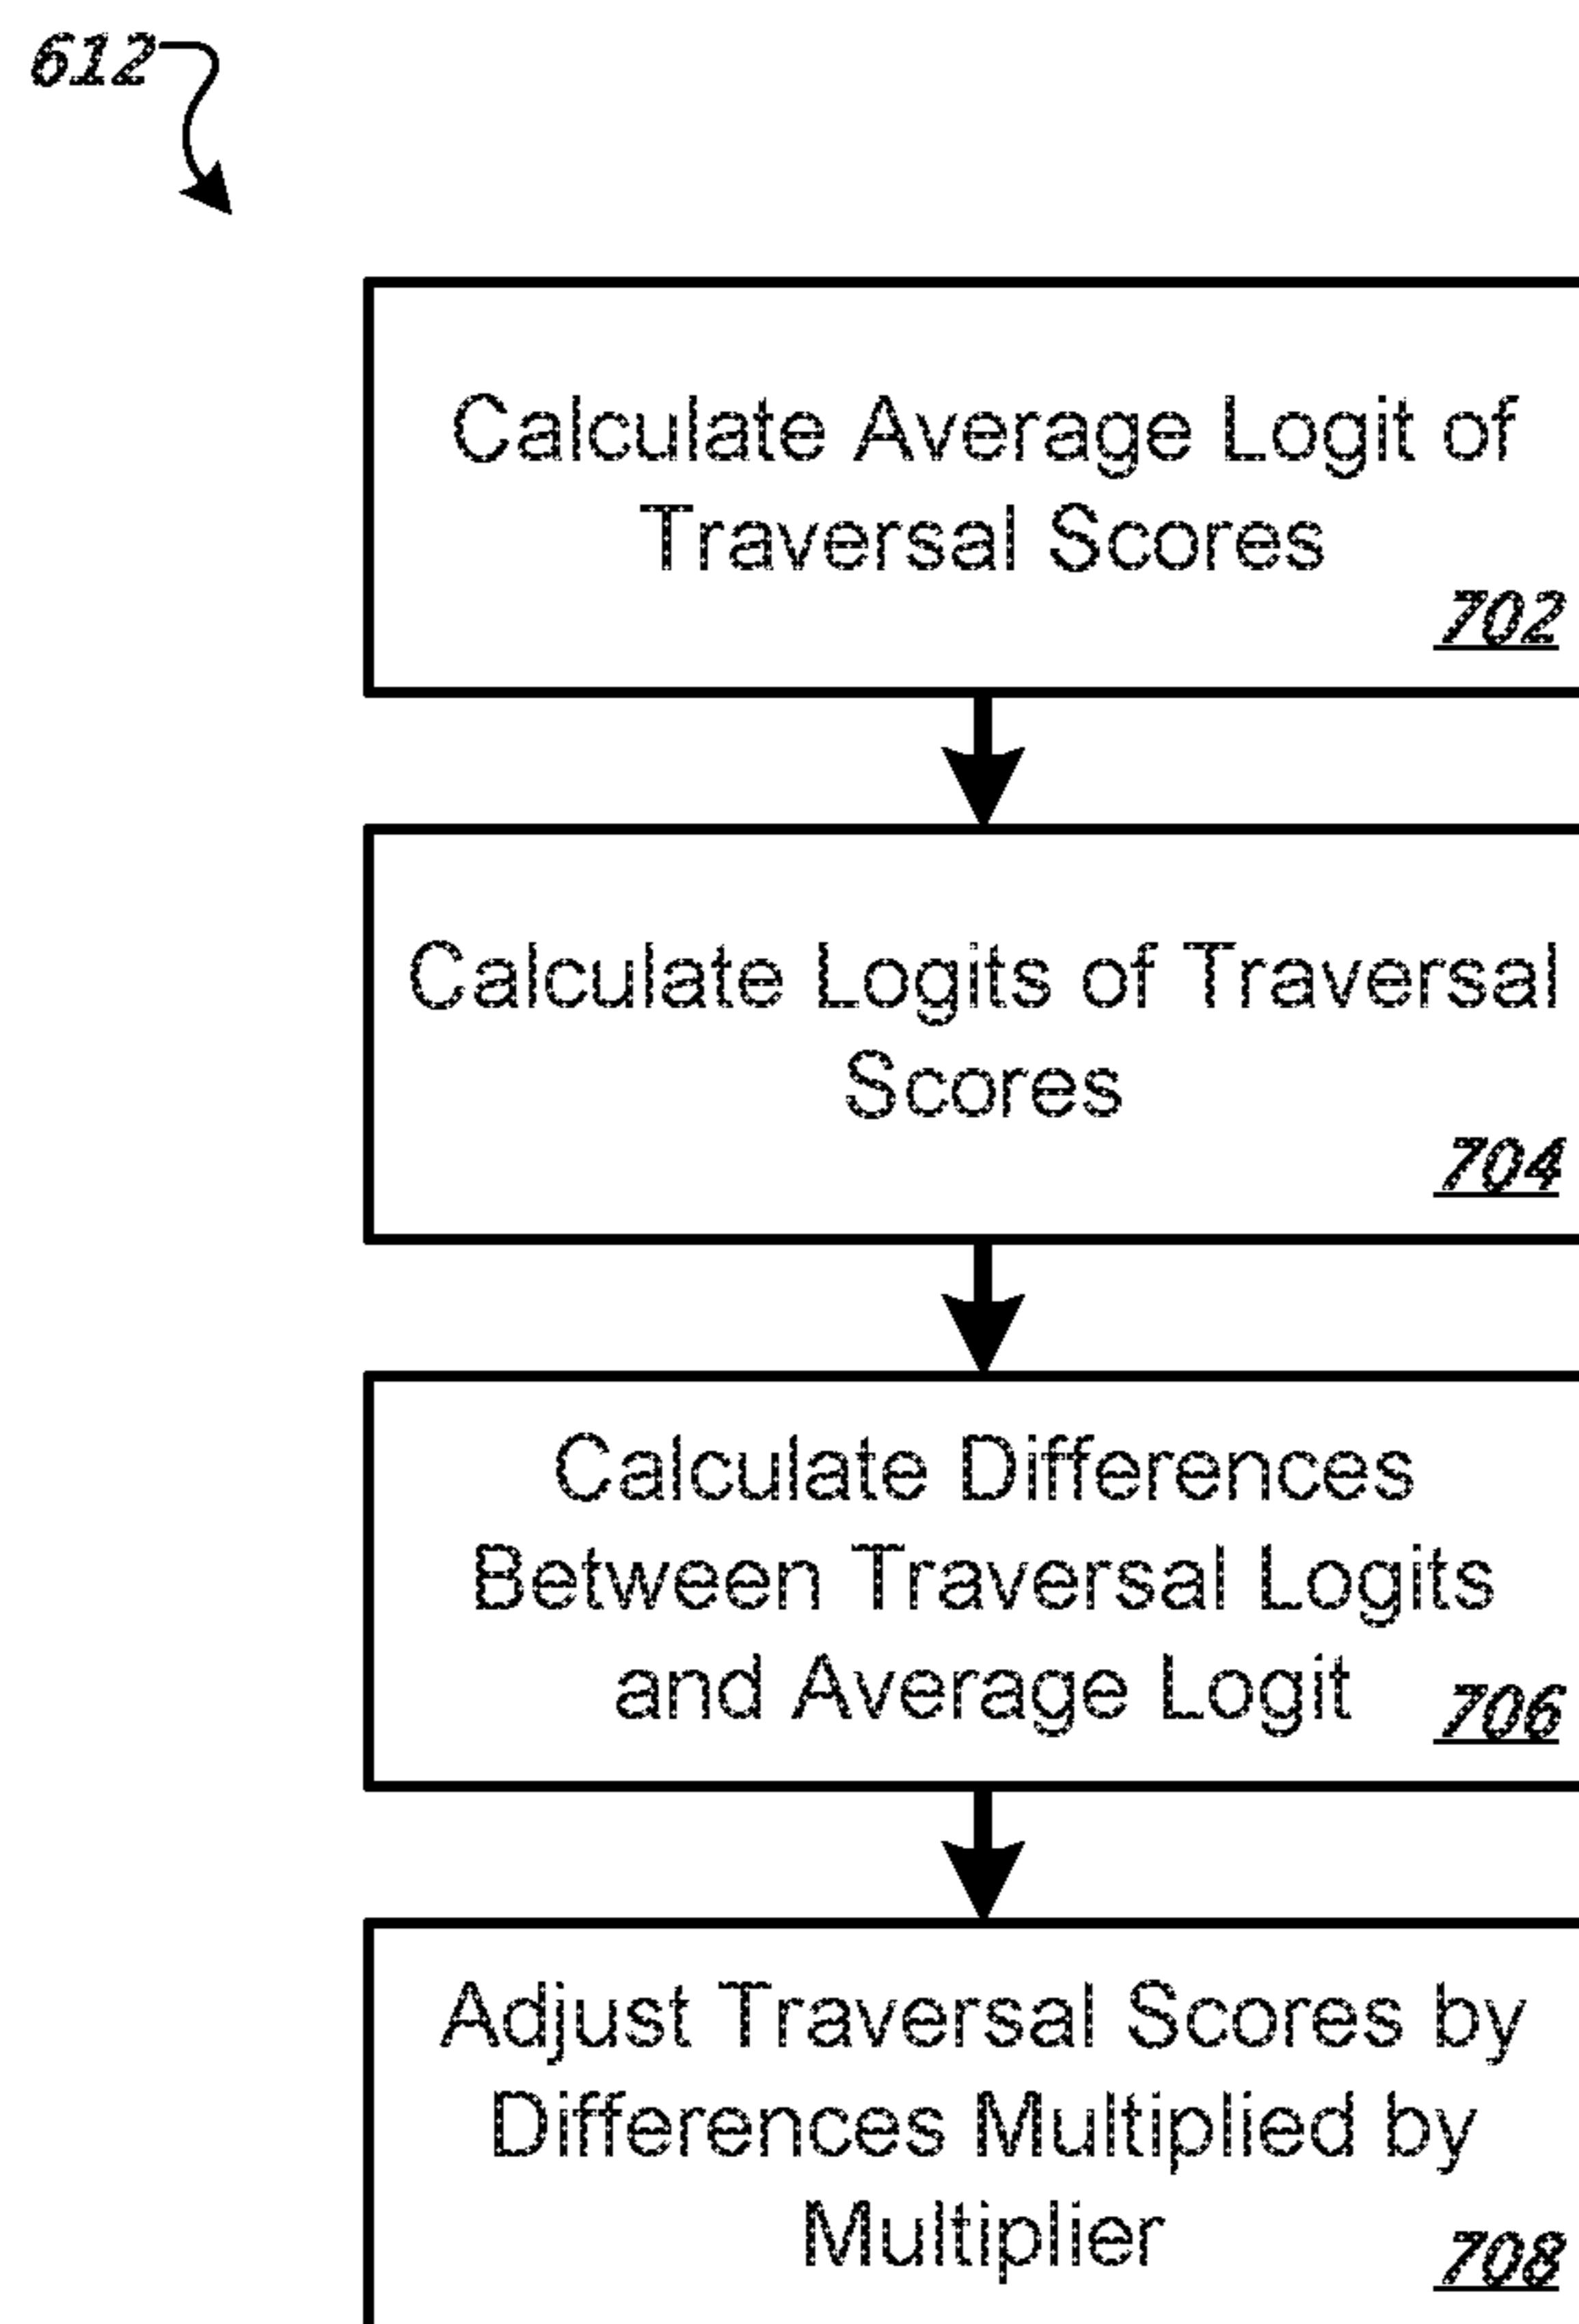 612
Calculate Average Logit of
Traversal Scores
702
Calculate Logits of Traversal
Scores
704
Calculate Differences
Between Traversal Logits
and Average Logit 706
Adjust Traversal Scores by
Differences Multiplied by
Multiplier 708